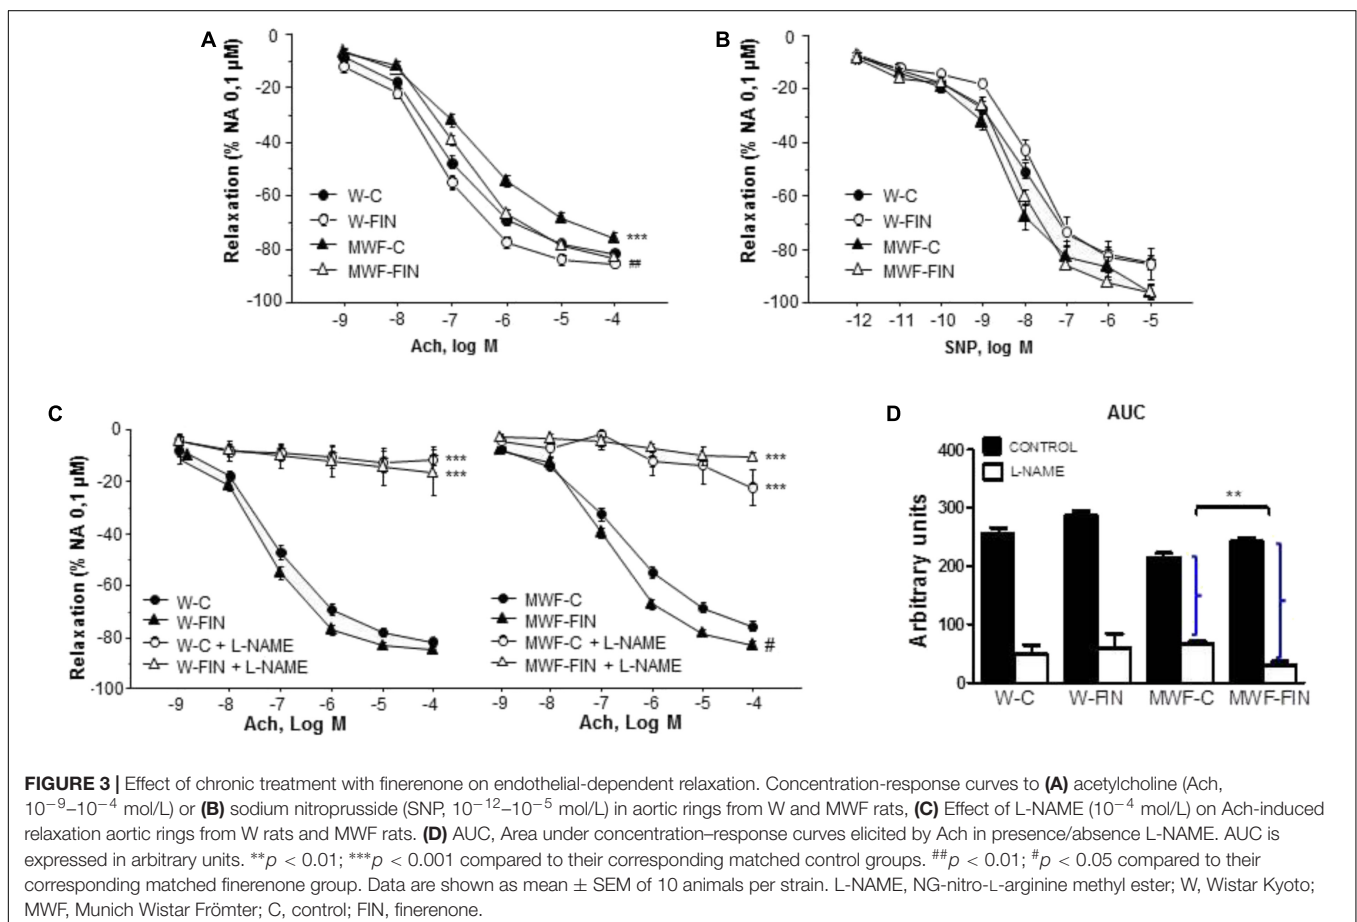 A
0
-20
-40
-60
-80
-100
Relaxation (% NA 0,1 µM)
W-C
W-FIN
MWF-C
MWF-FIN
***
##
-9 -8 -7 -6 -5 -4
Ach, log M
B
0
-20
-40
-60
-80
-100
Relaxation (% NA 0,1 µM)
W-C
W-FIN
MWF-C
MWF-FIN
-12 -11 -10 -9 -8 -7 -6 -5
SNP, log M
C
0
-20
-40
-60
-80
-100
Relaxation (% NA 0,1 µM)
***
***
W-C
W-FIN
W-C + L-NAME
W-FIN + L-NAME
-9 -8 -7 -6 -5 -4
Ach, Log M
***
***
#
MWF-C
MWF-FIN
MWF-C + L-NAME
MWF-FIN + L-NAME
-9 -8 -7 -6 -5 -4
Ach, Log M
D
AUC
400
300
200
100
0
Arbitrary units
CONTROL
L-NAME
**
W-C W-FIN MWF-C MWF-FIN
FIGURE 3 | Effect of chronic treatment with finerenone on endothelial-dependent relaxation. Concentration-response curves to (A) acetylcholine (Ach,
10⁻⁹–10⁻⁴ mol/L) or (B) sodium nitroprusside (SNP, 10⁻¹²–10⁻⁵ mol/L) in aortic rings from W and MWF rats, (C) Effect of L-NAME (10⁻⁴ mol/L) on Ach-induced
relaxation aortic rings from W rats and MWF rats. (D) AUC, Area under concentration–response curves elicited by Ach in presence/absence L-NAME. AUC is
expressed in arbitrary units. **p < 0.01; ***p < 0.001 compared to their corresponding matched control groups. ##p < 0.01; #p < 0.05 compared to their
corresponding matched finerenone group. Data are shown as mean ± SEM of 10 animals per strain. L-NAME, NG-nitro-L-arginine methyl ester; W, Wistar Kyoto;
MWF, Munich Wistar Frömter; C, control; FIN, finerenone.